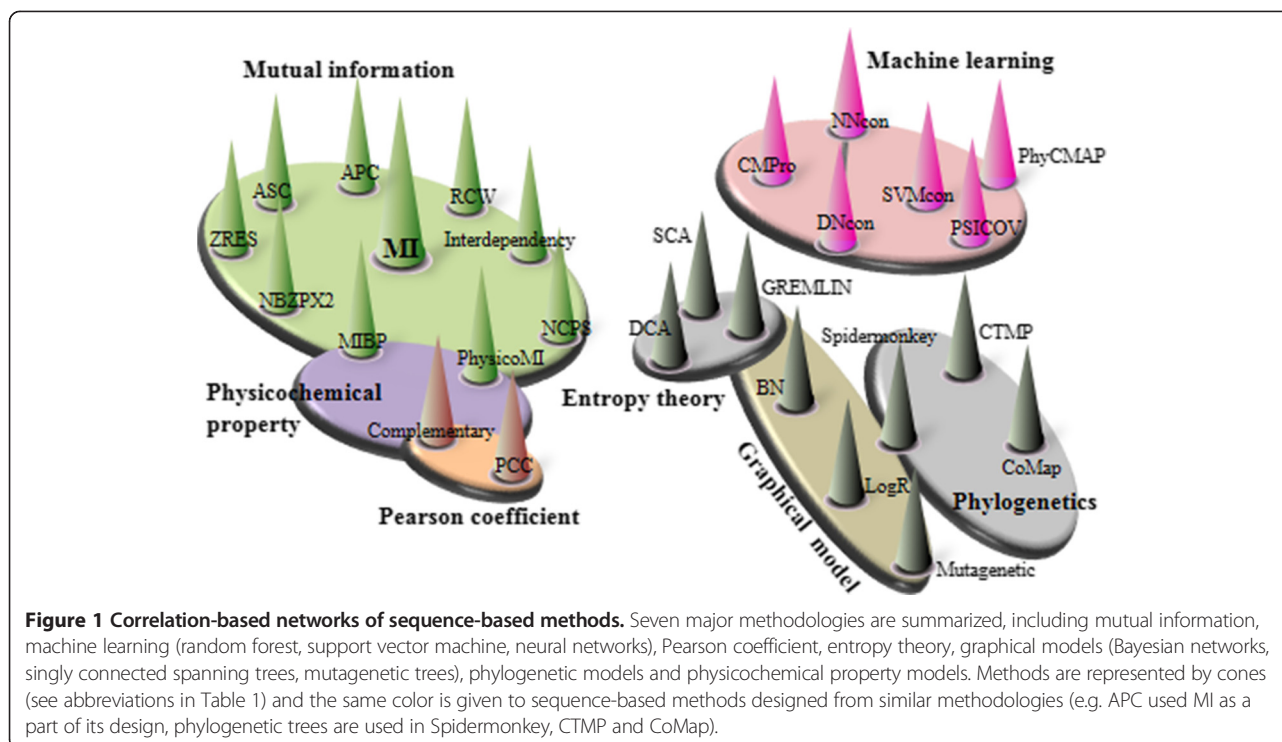 Mutual information
Machine learning
NNcon
APC
CMPro
PhyCMAP
ASC
RCW
SVMcon
ZRES
MI
Interdependency
DNcon
PSICOV
SCA
NBZPX2
GREMLIN
MIBP
NCPS
DCA
Spidermonkey
CTMP
PhysicoMI
Physicochemical
property
Entropy theory
BN
Complementary
PCC
Graphical model
LogR
CoMap
Phylogenetics
Pearson coefficient
Mutagenetic
Figure 1 Correlation-based networks of sequence-based methods. Seven major methodologies are summarized, including mutual information,
machine learning (random forest, support vector machine, neural networks), Pearson coefficient, entropy theory, graphical models (Bayesian networks,
singly connected spanning trees, mutagenetic trees), phylogenetic models and physicochemical property models. Methods are represented by cones
(see abbreviations in Table 1) and the same color is given to sequence-based methods designed from similar methodologies (e.g. APC used MI as a
part of its design, phylogenetic trees are used in Spidermonkey, CTMP and CoMap).